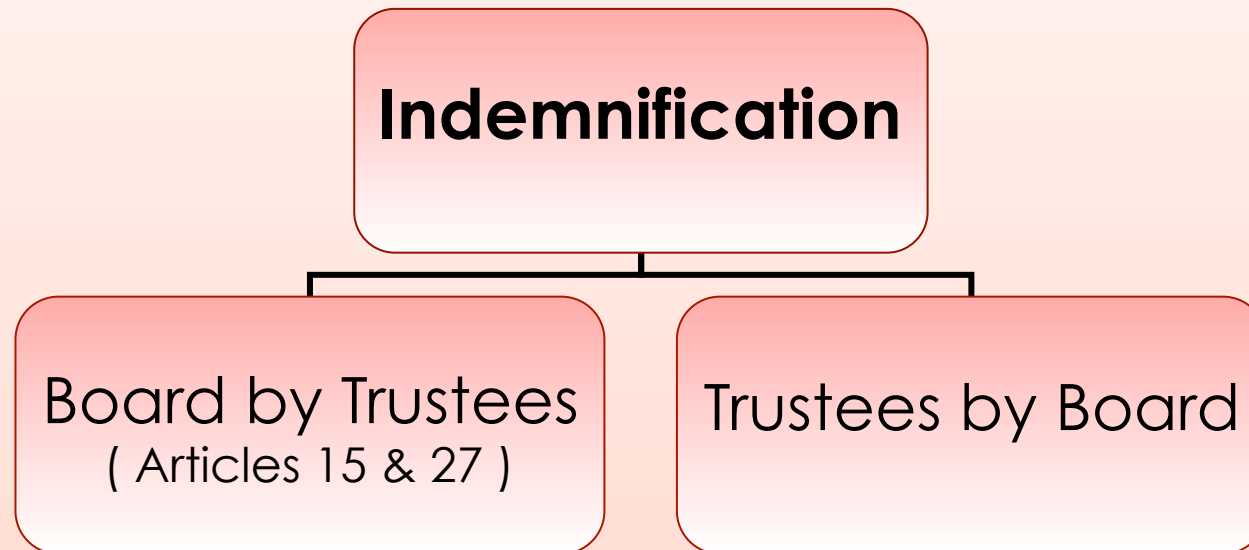 Indemnification
Board by Trustees
( Articles 15 & 27 )
Trustees by Board